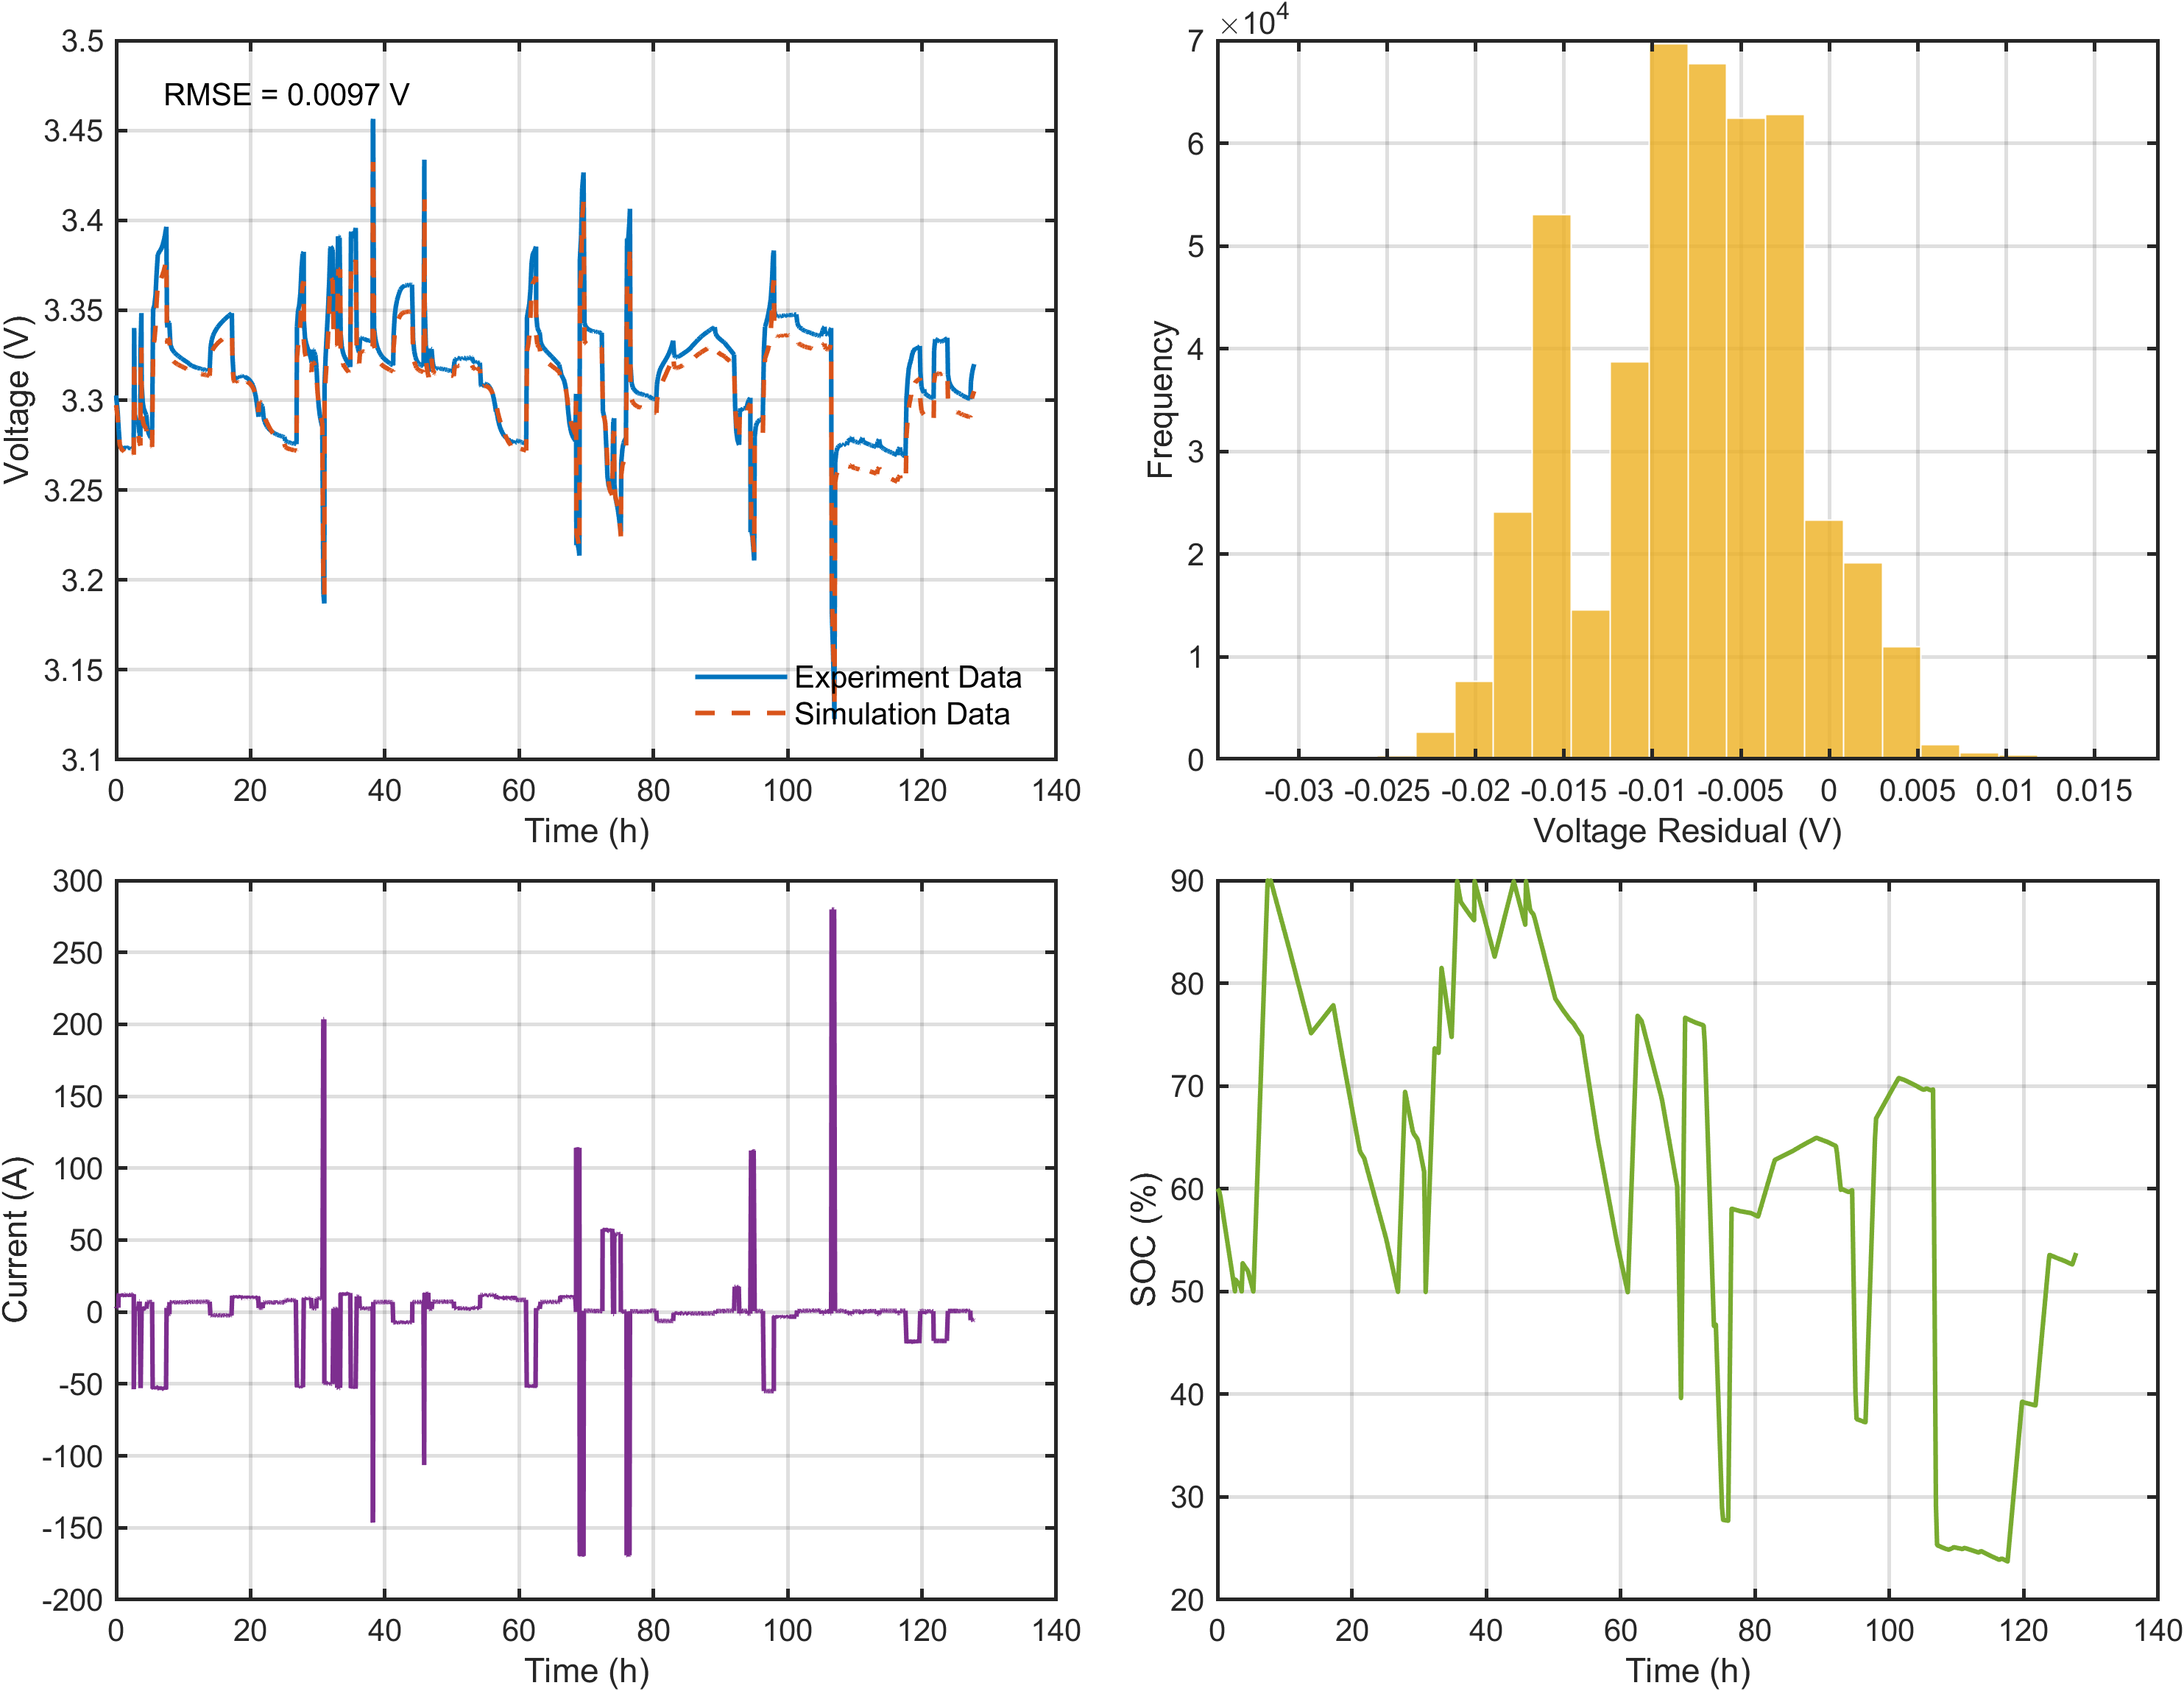 RMSE = 0.0097 V
3.5
3.45
3.4
3.35
3.3
3.25
3.2
3.15
3.1
Voltage (V)
Experiment Data
Simulation Data
0 20 40 60 80 100 120 140
Time (h)
×10^4
7
6
5
4
3
2
1
0
Frequency
-0.03 -0.025 -0.02 -0.015 -0.01 -0.005 0 0.005 0.01 0.015
Voltage Residual (V)
300
250
200
150
100
50
0
-50
-100
-150
-200
Current (A)
0 20 40 60 80 100 120 140
Time (h)
90
80
70
60
50
40
30
20
SOC (%)
0 20 40 60 80 100 120 140
Time (h)